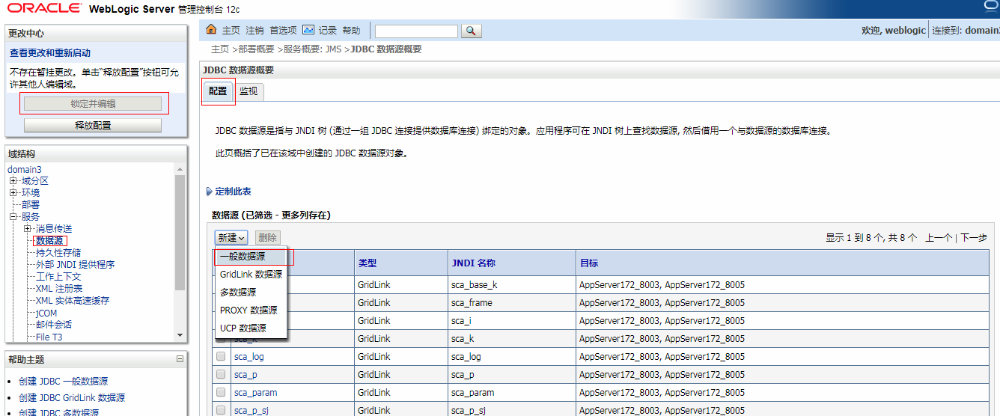 ORACLE WebLogic Server 管理控制台 12c
更改中心
查看更改和重新启动
不存在暂挂更改。单击“释放配置”按钮可允
许其他人编辑域。
锁定并编辑
释放配置
域结构
domain3
域分区
环境
部署
服务
消息传送
数据源
持久性存储
外部 JNDI 提供程序
工作上下文
XML 注册表
XML 实体高速缓存
jCOM
邮件会话
File T3
帮助主题
创建 JDBC 一般数据源
创建 JDBC GridLink 数据源
创建 JDBC 多数据源
主页 注销 首选项 记录 帮助
欢迎, weblogic 连接到: domain3
主页 >部署概要 >服务概要: JMS >JDBC 数据源概要
JDBC 数据源概要
配置 监视
JDBC 数据源是指与 JNDI 树 (通过一组 JDBC 连接提供数据库连接) 绑定的对象。应用程序可在 JNDI 树上查找数据源, 然后借用一个与数据源的数据库连接。
此页概括了已在该域中创建的 JDBC 数据源对象。
定制此表
数据源 (已筛选 - 更多列存在)
新建 删除
显示 1 到 8 个, 共 8 个 上一个 | 下一步
一般数据源
GridLink 数据源
多数据源
PROXY 数据源
UCP 数据源
类型 JNDI 名称 目标
GridLink sca_base_k AppServer172_8003, AppServer172_8005
GridLink sca_frame AppServer172_8003, AppServer172_8005
GridLink sca_i AppServer172_8003, AppServer172_8005
sca_k GridLink sca_k AppServer172_8003, AppServer172_8005
sca_log GridLink sca_log AppServer172_8003, AppServer172_8005
sca_p GridLink sca_p AppServer172_8003, AppServer172_8005
sca_param GridLink sca_param AppServer172_8003, AppServer172_8005
sca_p_sj GridLink sca_p_sj AppServer172_8003, AppServer172_8005